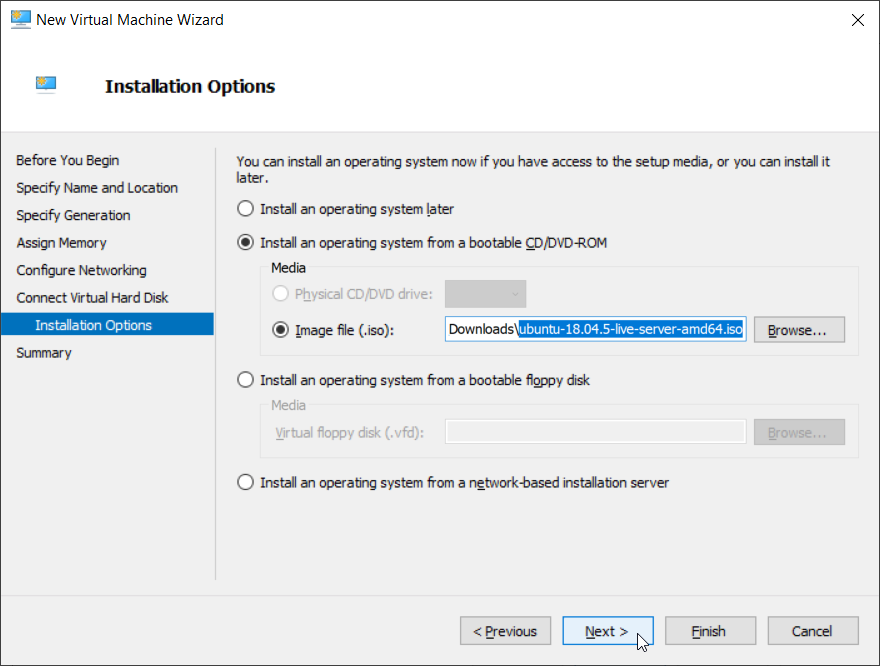 New Virtual Machine Wizard
Installation Options
Before You Begin
Specify Name and Location
Specify Generation
Assign Memory
Configure Networking
Connect Virtual Hard Disk
Installation Options
Summary
You can install an operating system now if you have access to the setup media, or you can install it
later.
Install an operating system later
Install an operating system from a bootable CD/DVD-ROM
Media
Physical CD/DVD drive:
Image file (.iso):
Downloads\ubuntu-18.04.5-live-server-amd64.iso
Browse...
Install an operating system from a bootable floppy disk
Media
Virtual floppy disk (.vfd):
Browse...
Install an operating system from a network-based installation server
< Previous
Next >
Finish
Cancel